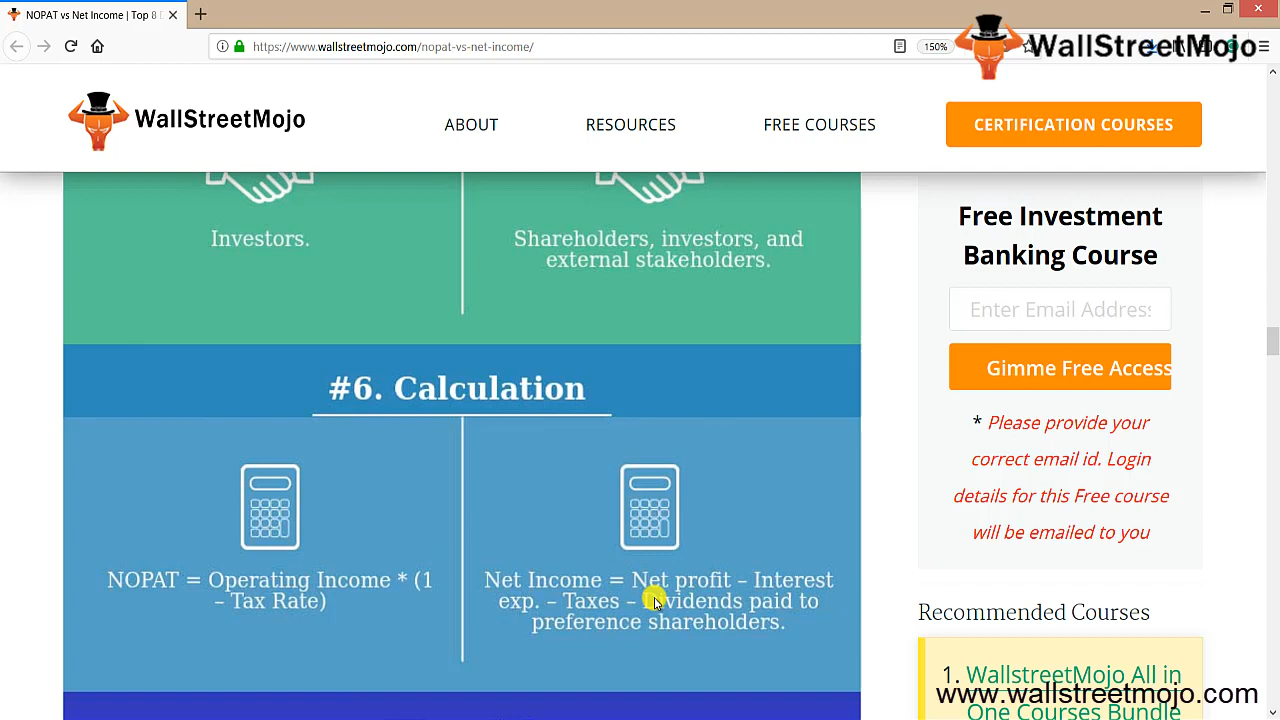 NOPAT vs Net Income | Top 8
https://www.wallstreetmojo.com/nopat-vs-net-income/
150%
WallStreetMojo
WallStreetMojo
ABOUT
RESOURCES
FREE COURSES
CERTIFICATION COURSES
Investors.
Shareholders, investors, and
external stakeholders.
#6. Calculation
NOPAT = Operating Income * (1
– Tax Rate)
Net Income = Net profit – Interest
exp. – Taxes – Dividends paid to
preference shareholders.
Free Investment
Banking Course
Enter Email Address
Gimme Free Access
* Please provide your
correct email id. Login
details for this Free course
will be emailed to you
Recommended Courses
1. WallstreetMojo All in
One Courses Bundle
www.wallstreetmojo.com